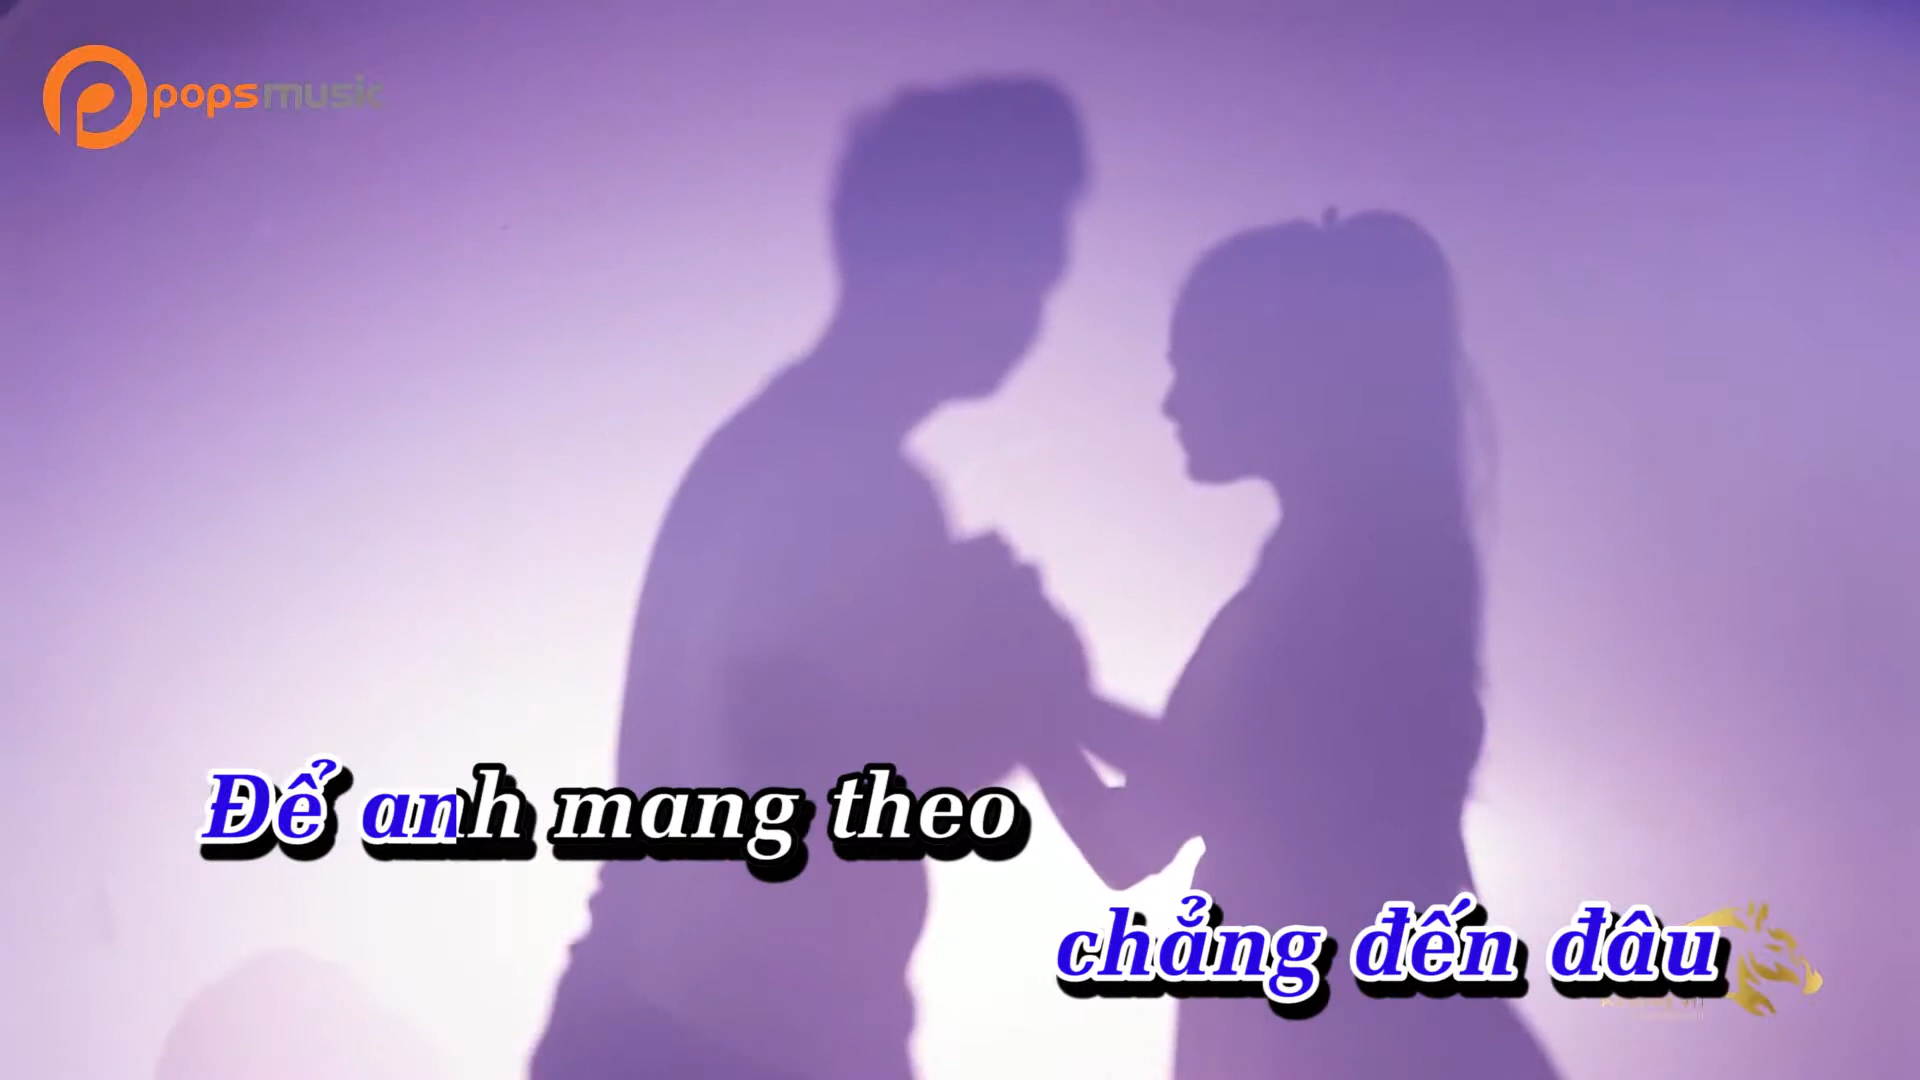 popsmusic
Để anh mang theo
chẳng đến đâu